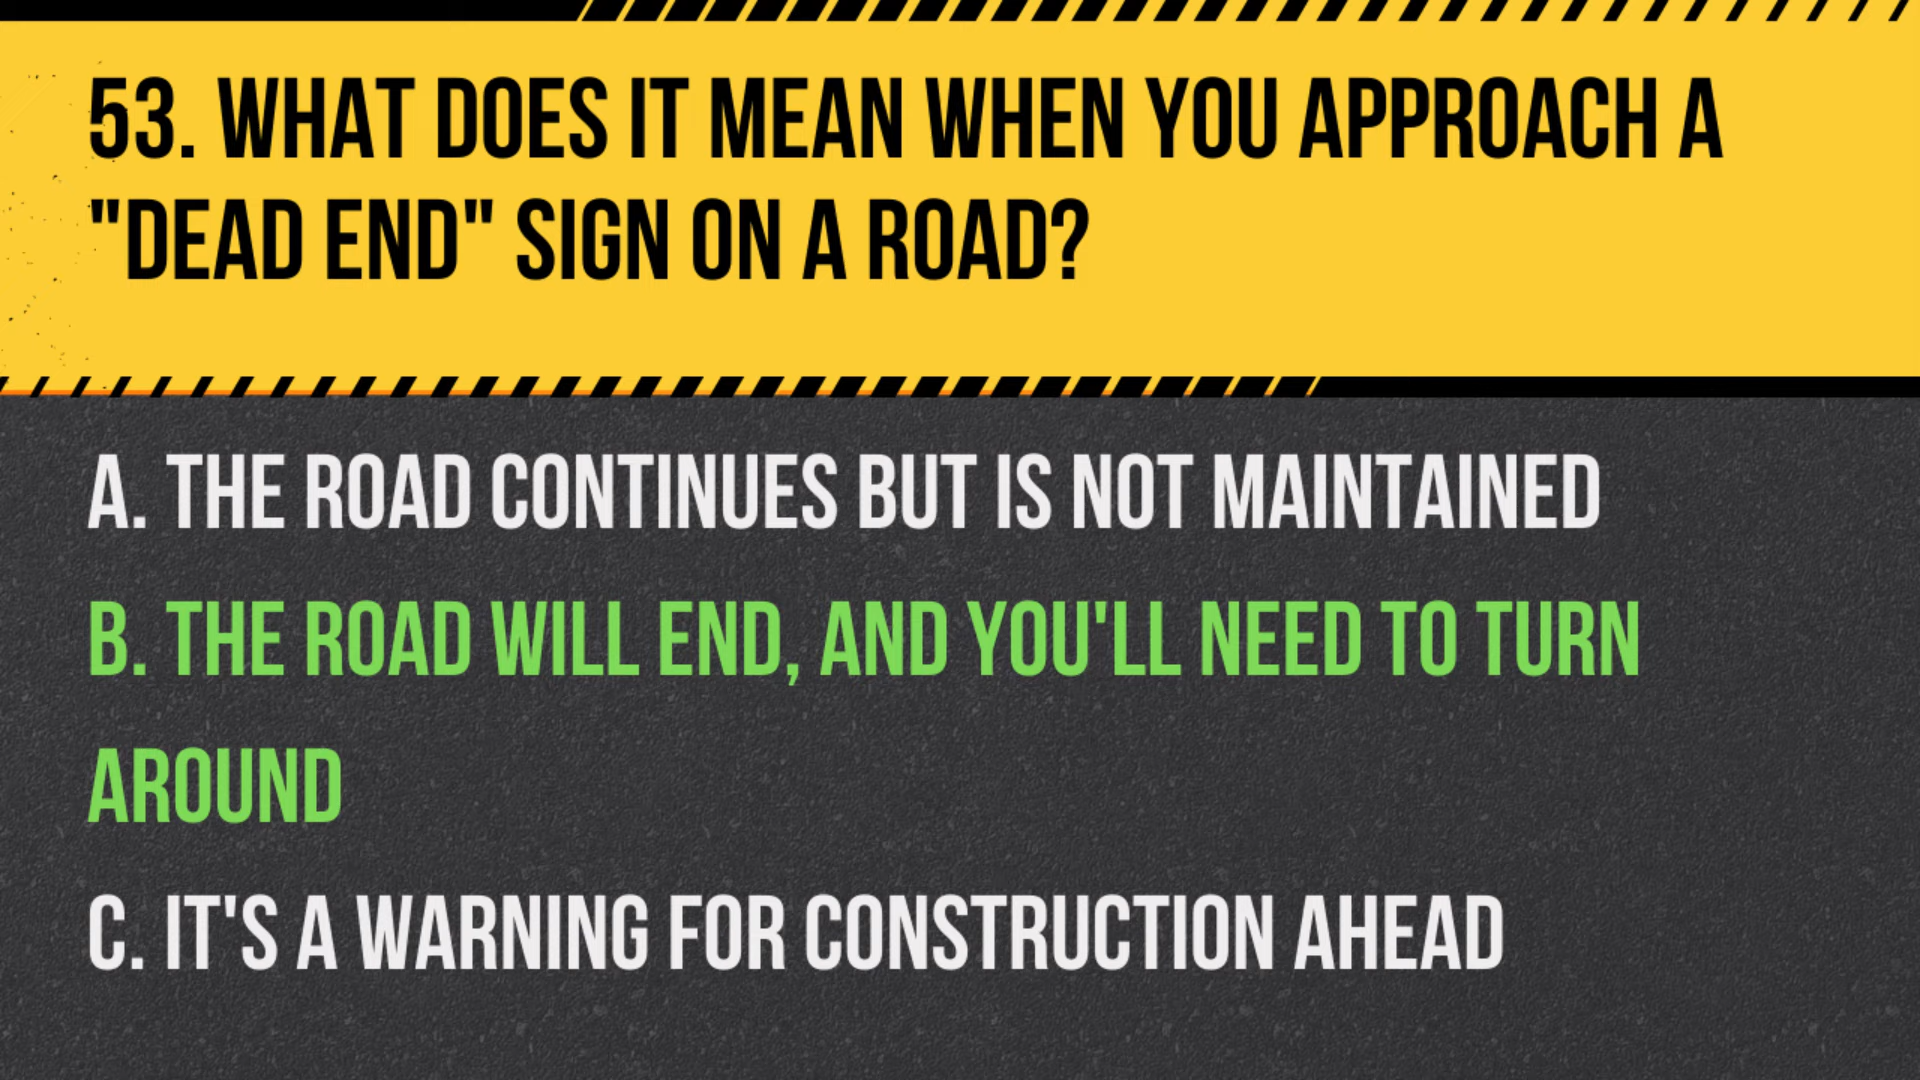 53. WHAT DOES IT MEAN WHEN YOU APPROACH A
"DEAD END" SIGN ON A ROAD?
A. THE ROAD CONTINUES BUT IS NOT MAINTAINED
B. THE ROAD WILL END, AND YOU'LL NEED TO TURN
AROUND
C. IT'S A WARNING FOR CONSTRUCTION AHEAD